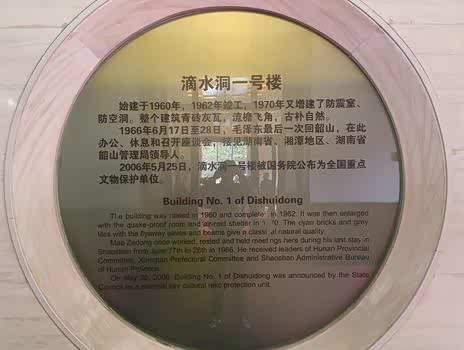 滴水洞一号楼
始建于1960年，1962年竣工，1970年又增建了防震室、
防空洞。整个建筑青砖灰瓦，流檐飞角，古朴自然。
1966年6月17日至28日，毛泽东最后一次回韶山，在此
办公、休息和召开座谈会，接见湖南省、湘潭地区、湖南省
韶山管理局领导人。
2006年5月25日，滴水洞一号楼被国务院公布为全国重点
文物保护单位。
Building No. 1 of Dishuidong
The building was raised in 1960 and completed in 1962. It was then enlarged
with the quake-proof room and air-raid shelter in 1970. The cyan bricks and grey
tiles with the flyaway eaves and beams give a classical natural quality.
Mao Zedong once worked, rested and held meetings here during his last stay in
Shaoshan from June 17th to 28th in 1966. He received leaders of Hunan Provincial
Committee, Xiangtan Prefectural Committee and Shaoshan Administrative Bureau
of Hunan Province.
On May 25, 2006, Building No. 1 of Dishuidong was announced by the State
Council as a national key cultural relic protection unit.